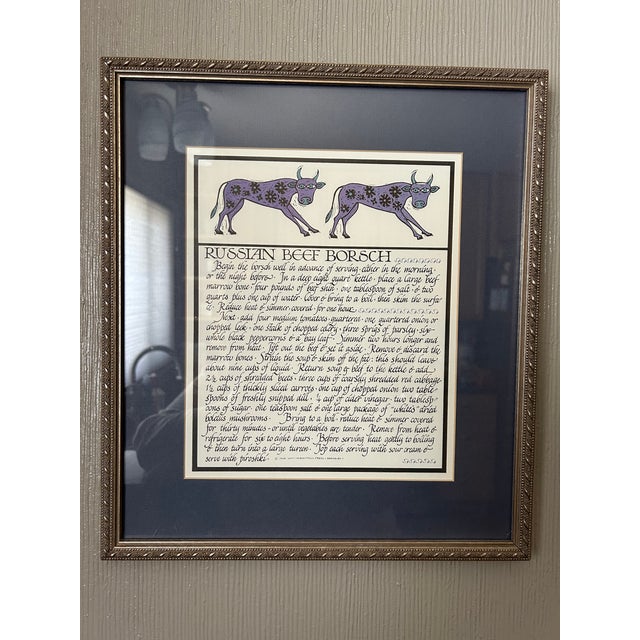 RUSSIAN BEEF BORSCH
Begin the borsch well in advance of serving·either in the morning·
or the night before· In a deep eight quart kettle· place a large beef
marrow bone·four pounds of beef shin· one tablespoon of salt· & two
quarts plus one cup of water· Cover & bring to a boil·then skim the surface
Reduce heat & simmer·covered·for one hour·
Next·add four medium tomatoes·quartered·one quartered onion or
chopped leek·one stalk of chopped celery·three sprigs of parsley·six
whole black peppercorns & a bay leaf· Simmer two hours longer and
remove from heat· Lift out the beef & set it aside· Remove & discard the
marrow bones· Strain the soup & skim off the fat·this should leave
about nine cups of liquid· Return soup & beef to the kettle & add
2½ cups of shredded beets·three cups of coarsely shredded red cabbage
1½ cups of thickly sliced carrots·one cup of chopped onion·two table-
spoons of freshly snipped dill·¼ cup of cider vinegar·two tablesp-
oons of sugar·one teaspoon salt & one large package of dried
boletus mushrooms· Bring to a boil·reduce heat & simmer covered
for thirty minutes·or until vegetables are tender· Remove from heat &
refrigerate for six to eight hours· Before serving heat gently to boiling
& then turn into a large tureen· Top each serving with sour cream &
serve with piroshki·